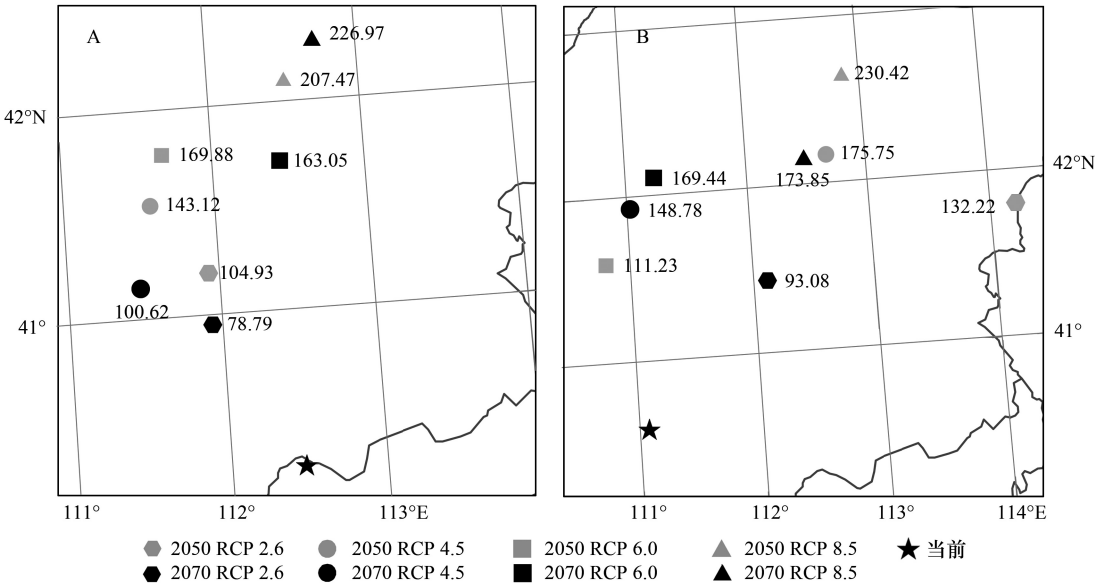 A
226.97
207.47
42°N
169.88
163.05
143.12
104.93
100.62
41°
78.79
111°
112°
113°E
B
230.42
175.75
173.85
42°N
169.44
132.22
148.78
111.23
93.08
41°
111°
112°
113°
114°E
2050 RCP 2.6 2050 RCP 4.5 2050 RCP 6.0 2050 RCP 8.5 当前
2070 RCP 2.6 2070 RCP 4.5 2070 RCP 6.0 2070 RCP 8.5